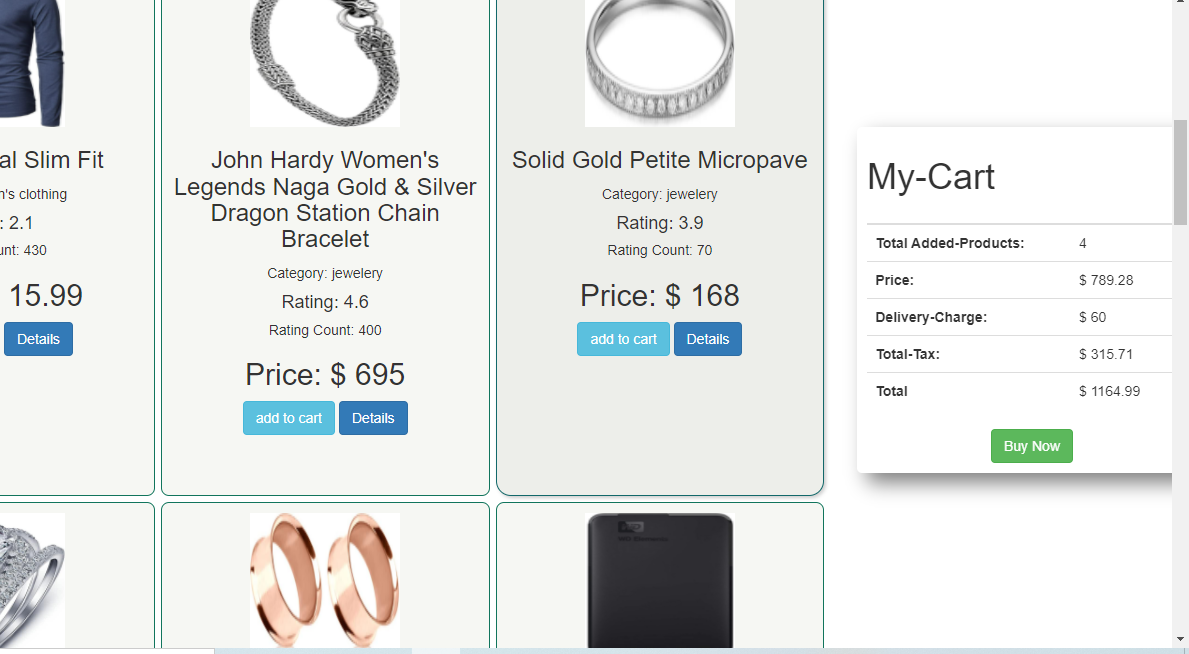 al Slim Fit
n's clothing
: 2.1
unt: 430
15.99
Details
John Hardy Women's
Legends Naga Gold & Silver
Dragon Station Chain
Bracelet
Category: jewelery
Rating: 4.6
Rating Count: 400
Price: $ 695
add to cart
Details
Solid Gold Petite Micropave
Category: jewelery
Rating: 3.9
Rating Count: 70
Price: $ 168
add to cart
Details
My-Cart
Total Added-Products: 4
Price: $ 789.28
Delivery-Charge: $ 60
Total-Tax: $ 315.71
Total $ 1164.99
Buy Now